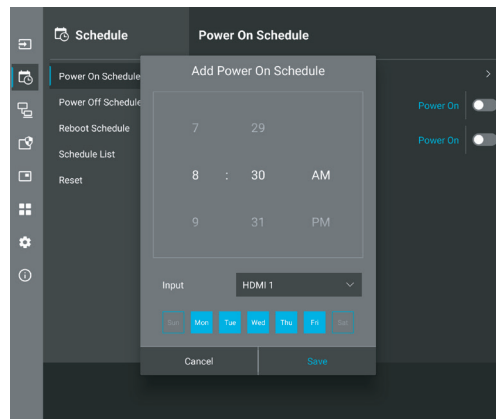 Schedule
Power On Schedule
Power On Schedule
Power Off Schedule
Reboot Schedule
Schedule List
Reset
Add Power On Schedule
7 29
8 : 30 AM
9 31 PM
Input HDMI 1
Sun Mon Tue Wed Thu Fri Sat
Cancel Save
Power On
Power On